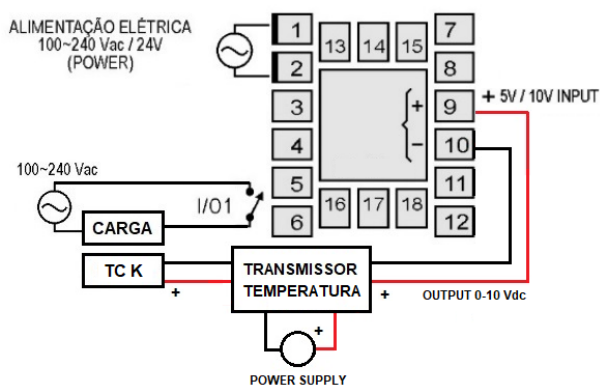 ALIMENTAÇÃO ELÉTRICA
100~240 Vac / 24V
(POWER)
1
2
3
4
5
6
13
14
15
16
17
18
7
8
9
10
11
12
+
−
+ 5V / 10V INPUT
100~240 Vac
I/O1
CARGA
TC K
+
TRANSMISSOR
TEMPERATURA
+
OUTPUT 0-10 Vdc
+
POWER SUPPLY